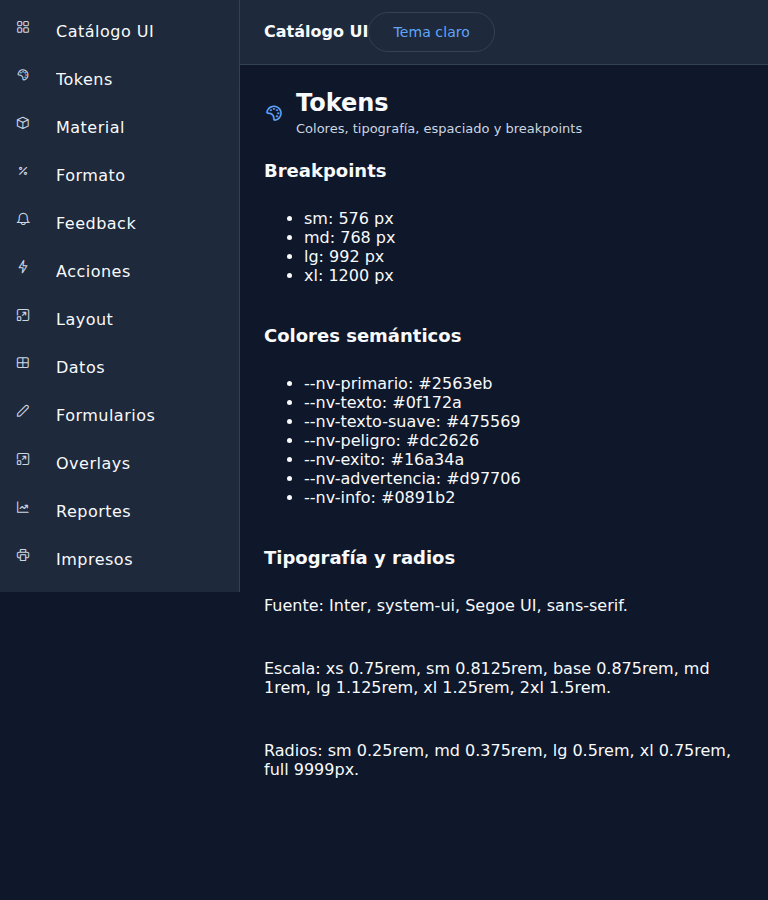 Catálogo UI
Tokens
Material
Formato
Feedback
Acciones
Layout
Datos
Formularios
Overlays
Reportes
Impresos
Catálogo UI
Tema claro
Tokens
Colores, tipografía, espaciado y breakpoints
Breakpoints
sm: 576 px
md: 768 px
lg: 992 px
xl: 1200 px
Colores semánticos
--nv-primario: #2563eb
--nv-texto: #0f172a
--nv-texto-suave: #475569
--nv-peligro: #dc2626
--nv-exito: #16a34a
--nv-advertencia: #d97706
--nv-info: #0891b2
Tipografía y radios
Fuente: Inter, system-ui, Segoe UI, sans-serif.
Escala: xs 0.75rem, sm 0.8125rem, base 0.875rem, md
1rem, lg 1.125rem, xl 1.25rem, 2xl 1.5rem.
Radios: sm 0.25rem, md 0.375rem, lg 0.5rem, xl 0.75rem,
full 9999px.